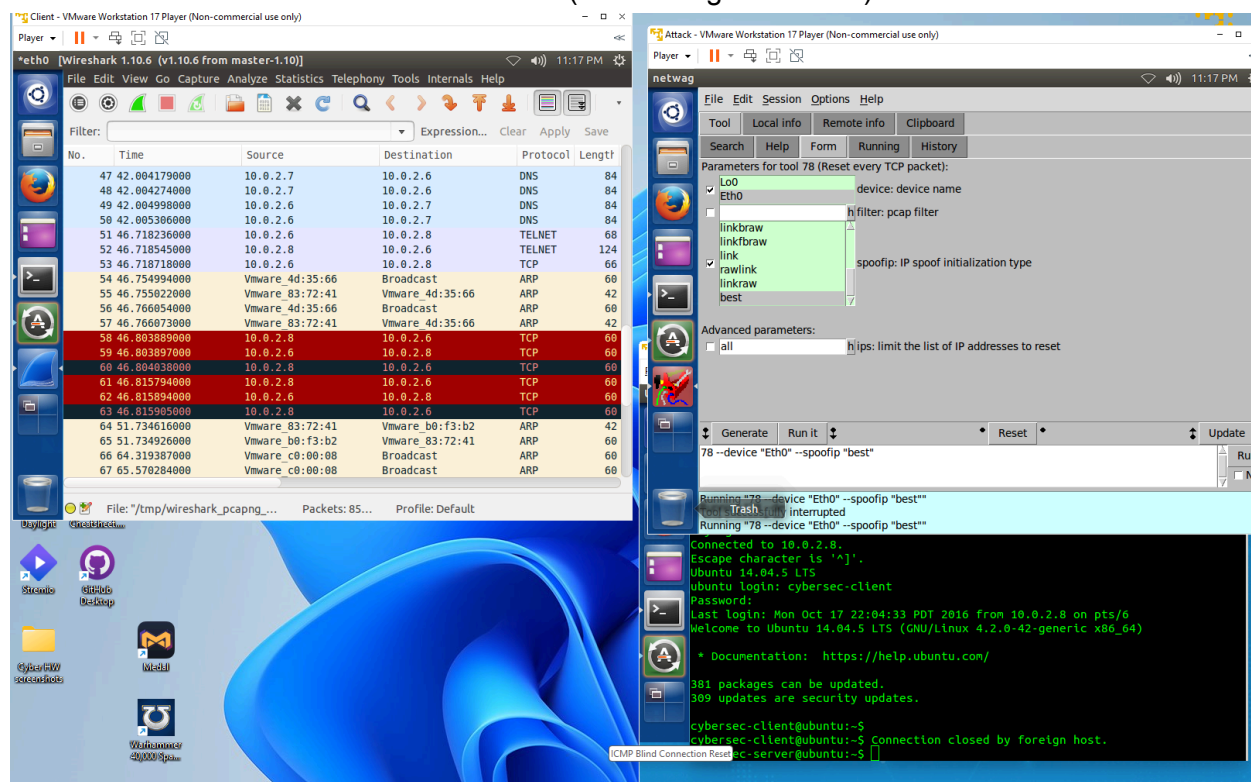 Client - VMware Workstation 17 Player (Non-commercial use only)
Player
*eth0 [Wireshark 1.10.6 (v1.10.6 from master-1.10)] 11:17 PM
File Edit View Go Capture Analyze Statistics Telephony Tools Internals Help
Filter: Expression... Clear Apply Save
No. Time Source Destination Protocol Length
47 42.004179000 10.0.2.7 10.0.2.6 DNS 84
48 42.004274000 10.0.2.7 10.0.2.6 DNS 84
49 42.004998000 10.0.2.6 10.0.2.7 DNS 84
50 42.005306000 10.0.2.6 10.0.2.7 DNS 84
51 46.718236000 10.0.2.6 10.0.2.8 TELNET 68
52 46.718545000 10.0.2.8 10.0.2.6 TELNET 124
53 46.718718000 10.0.2.6 10.0.2.8 TCP 66
54 46.754994000 Vmware_4d:35:66 Broadcast ARP 60
55 46.755022000 Vmware_83:72:41 Vmware_4d:35:66 ARP 42
56 46.766054000 Vmware_4d:35:66 Broadcast ARP 60
57 46.766073000 Vmware_83:72:41 Vmware_4d:35:66 ARP 42
58 46.803889000 10.0.2.8 10.0.2.6 TCP 60
59 46.803897000 10.0.2.6 10.0.2.8 TCP 60
60 46.804038000 10.0.2.8 10.0.2.6 TCP 60
61 46.815794000 10.0.2.8 10.0.2.6 TCP 60
62 46.815894000 10.0.2.6 10.0.2.8 TCP 60
63 46.815905000 10.0.2.8 10.0.2.6 TCP 60
64 51.734616000 Vmware_83:72:41 Vmware_b0:f3:b2 ARP 42
65 51.734926000 Vmware_b0:f3:b2 Vmware_83:72:41 ARP 60
66 64.319387000 Vmware_c0:00:08 Broadcast ARP 60
67 65.570284000 Vmware_c0:00:08 Broadcast ARP 60
File: "/tmp/wireshark_pcapng_... Packets: 85... Profile: Default
Daylight
Stremio
GitHub Desktop
CyberHW screenshots
Medal
Warhammer 40,000 Spa...
Attack - VMware Workstation 17 Player (Non-commercial use only)
Player
netwag 11:17 PM
File Edit Session Options Help
Tool Local info Remote info Clipboard
Search Help Form Running History
Parameters for tool 78 (Reset every TCP packet):
Lo0
Eth0
device: device name
h filter: pcap filter
linkbraw
linkfbraw
link
rawlink
linkraw
best
spoofip: IP spoof initialization type
Advanced parameters:
all h ips: limit the list of IP addresses to reset
Generate Run it Reset Update
78 --device "Eth0" --spoofip "best"
Ru
Running "78 --device "Eth0" --spoofip "best""
Trash interrupted
Running "78 --device "Eth0" --spoofip "best""
Connected to 10.0.2.8.
Escape character is '^]'.
Ubuntu 14.04.5 LTS
ubuntu login: cybersec-client
Password:
Last login: Mon Oct 17 22:04:33 PDT 2016 from 10.0.2.8 on pts/6
Welcome to Ubuntu 14.04.5 LTS (GNU/Linux 4.2.0-42-generic x86_64)
* Documentation: https://help.ubuntu.com/
381 packages can be updated.
309 updates are security updates.
cybersec-client@ubuntu:~$
cybersec-client@ubuntu:~$ Connection closed by foreign host.
ec-server@ubuntu:~$
ICMP Blind Connection Reset